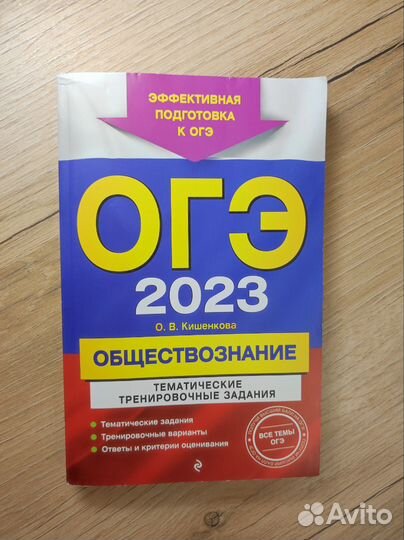 ЭФФЕКТИВНАЯ
ПОДГОТОВКА
К ОГЭ
ОГЭ
2023
О. В. Кишенкова
ОБЩЕСТВОЗНАНИЕ
ТЕМАТИЧЕСКИЕ
ТРЕНИРОВОЧНЫЕ ЗАДАНИЯ
Тематические задания
Тренировочные варианты
Ответы и критерии оценивания
ВСЕ ТЕМЫ
ОГЭ
Avito